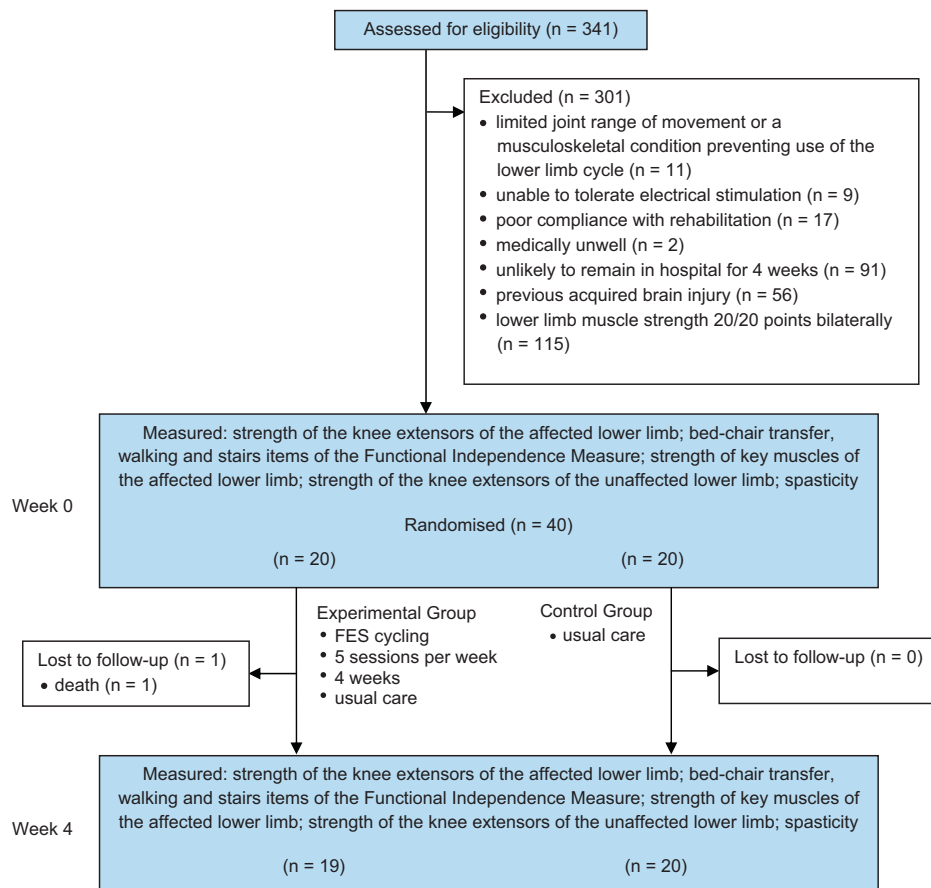 Assessed for eligibility (n = 341)
Excluded (n = 301)
• limited joint range of movement or a
musculoskeletal condition preventing use of the
lower limb cycle (n = 11)
• unable to tolerate electrical stimulation (n = 9)
• poor compliance with rehabilitation (n = 17)
• medically unwell (n = 2)
• unlikely to remain in hospital for 4 weeks (n = 91)
• previous acquired brain injury (n = 56)
• lower limb muscle strength 20/20 points bilaterally
(n = 115)
Week 0
Measured: strength of the knee extensors of the affected lower limb; bed-chair transfer,
walking and stairs items of the Functional Independence Measure; strength of key muscles of
the affected lower limb; strength of the knee extensors of the unaffected lower limb; spasticity
Randomised (n = 40)
(n = 20)
(n = 20)
Lost to follow-up (n = 1)
• death (n = 1)
Experimental Group
• FES cycling
• 5 sessions per week
• 4 weeks
• usual care
Control Group
• usual care
Lost to follow-up (n = 0)
Week 4
Measured: strength of the knee extensors of the affected lower limb; bed-chair transfer,
walking and stairs items of the Functional Independence Measure; strength of key muscles of
the affected lower limb; strength of the knee extensors of the unaffected lower limb; spasticity
(n = 19)
(n = 20)